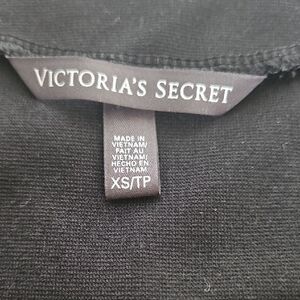 VICTORIA'S SECRET
MADE IN
VIETNAM/
FAIT AU
VIETNAM/
HECHO EN
VIETNAM
XS/TP